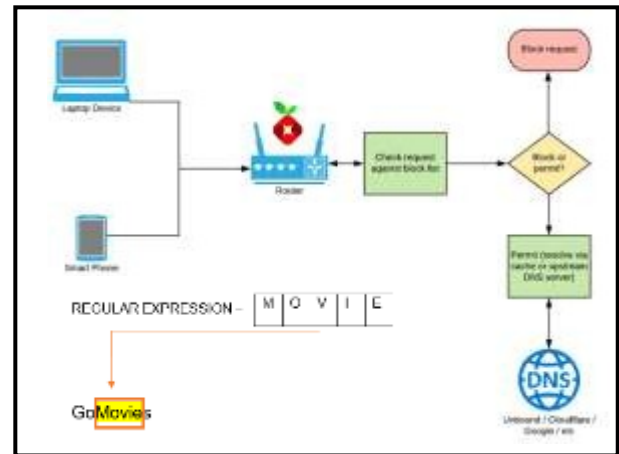 Block request
Laptop Device
Router
Check request
against block list
Block or
permit?
Smart Phone
Permit (resolve via
cache or upstream
DNS server)
REGULAR EXPRESSION – M O V I E
DNS
GoMovies
Unbound / Cloudflare /
Google / etc